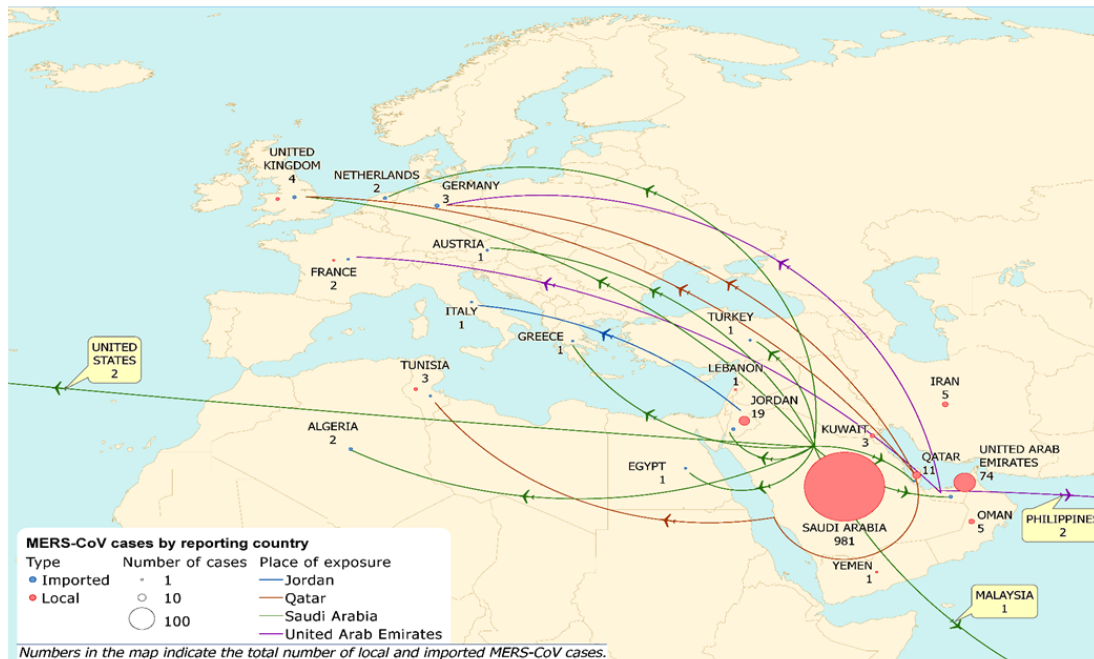 UNITED
KINGDOM
4
NETHERLANDS
2
GERMANY
3
AUSTRIA
1
FRANCE
2
ITALY
1
GREECE
1
TURKEY
1
UNITED
STATES
2
TUNISIA
3
LEBANON
1
JORDAN
19
IRAN
5
ALGERIA
2
KUWAIT
3
EGYPT
1
QATAR
11
UNITED ARAB
EMIRATES
74
SAUDI ARABIA
981
OMAN
5
PHILIPPINES
2
YEMEN
1
MALAYSIA
1
MERS-CoV cases by reporting country
Type
Imported
Local
Number of cases
1
10
100
Place of exposure
Jordan
Qatar
Saudi Arabia
United Arab Emirates
Numbers in the map indicate the total number of local and imported MERS-CoV cases.